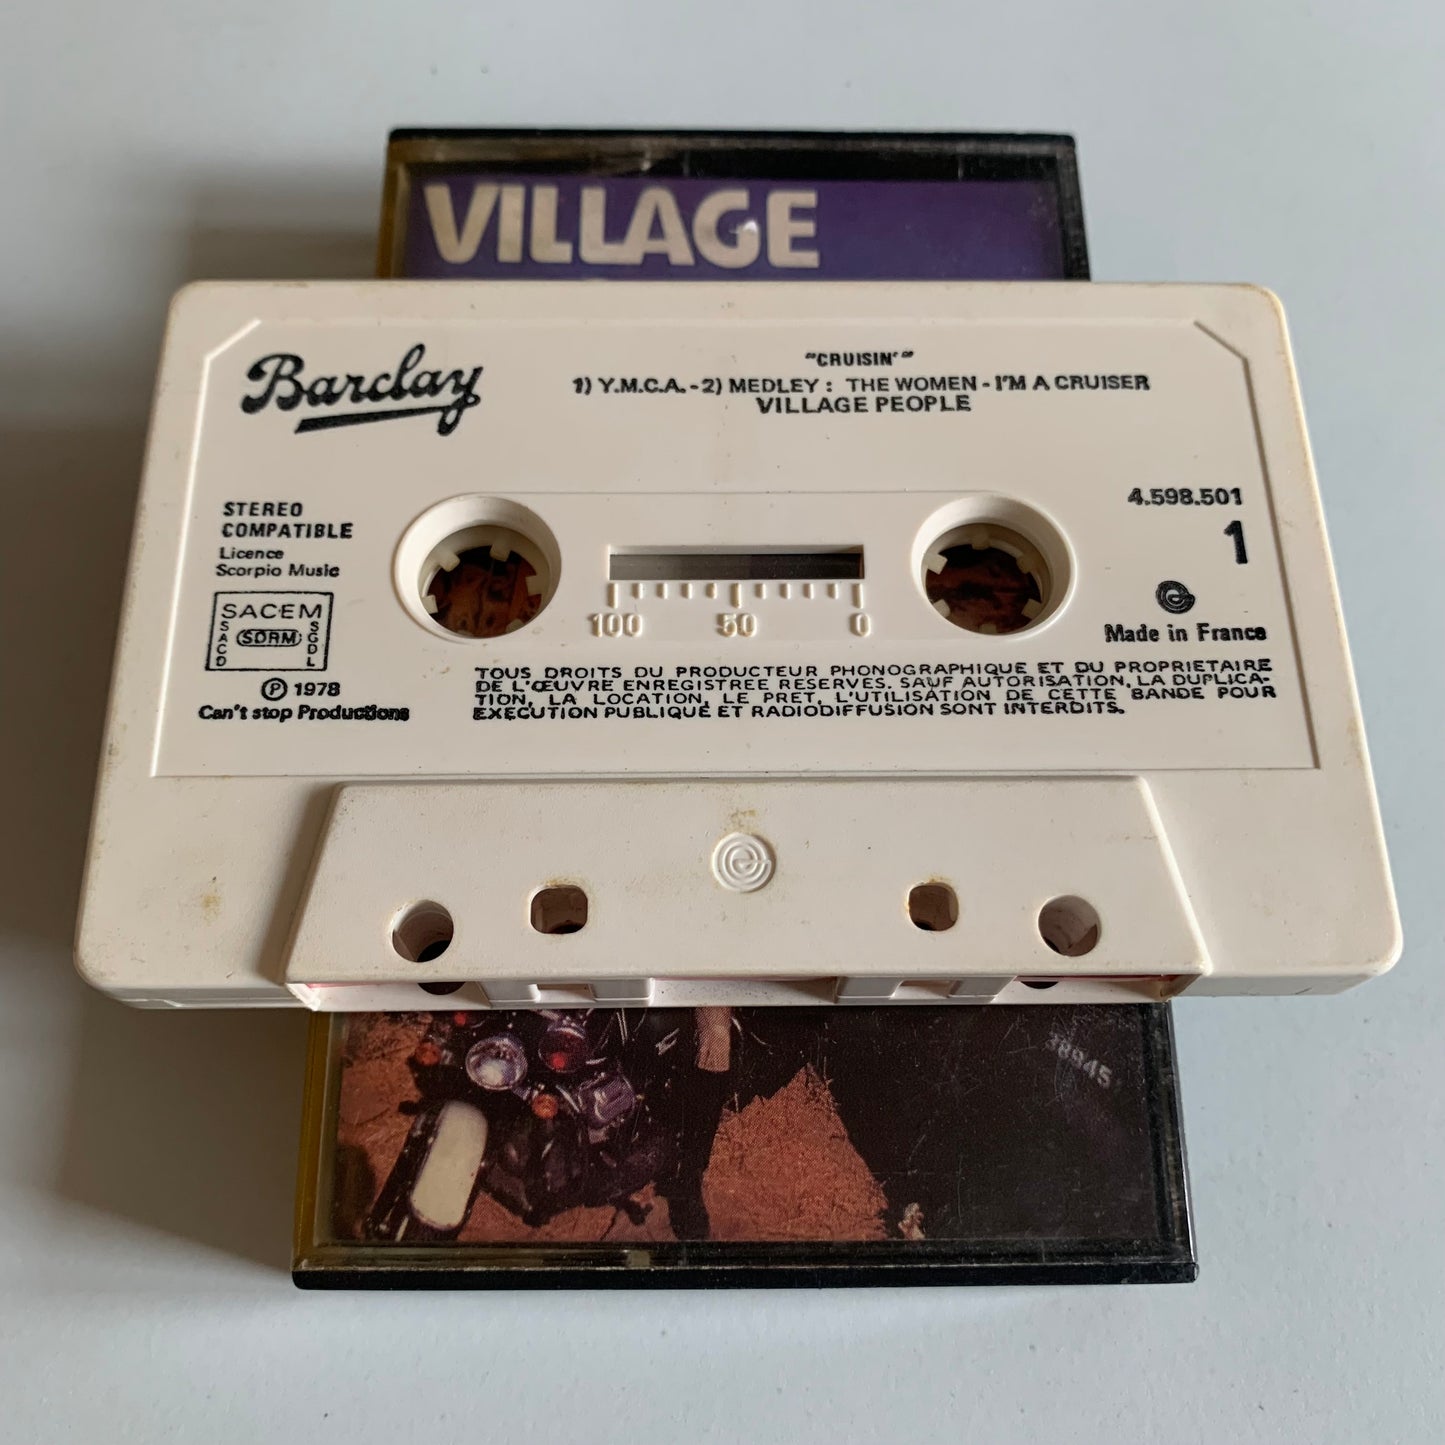 VILLAGE
Barclay
"CRUISIN'"
1) Y.M.C.A. - 2) MEDLEY : THE WOMEN - I'M A CRUISER
VILLAGE PEOPLE
STEREO
COMPATIBLE
Licence
Scorpio Music
SACEM
SACD
SDRM
SGDL
Ⓟ 1978
Can't stop Productions
4.598.501
1
Made in France
100 50 0
TOUS DROITS DU PRODUCTEUR PHONOGRAPHIQUE ET DU PROPRIETAIRE
DE L'ŒUVRE ENREGISTREE RESERVES. SAUF AUTORISATION, LA DUPLICA-
TION, LA LOCATION, LE PRET, L'UTILISATION DE CETTE BANDE POUR
EXECUTION PUBLIQUE ET RADIODIFFUSION SONT INTERDITS.